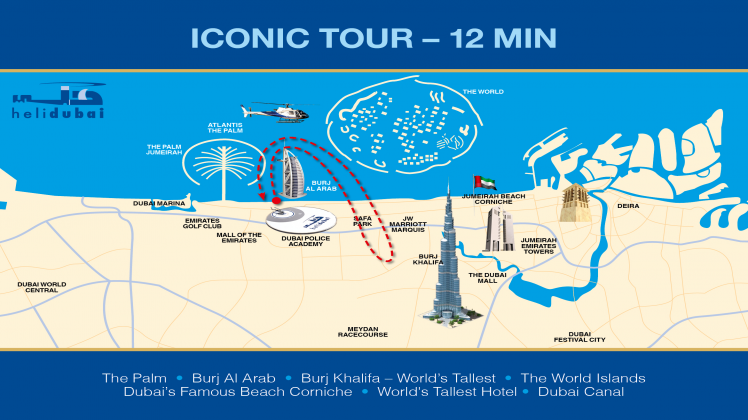 ICONIC TOUR – 12 MIN
helidubai
THE WORLD
ATLANTIS
THE PALM
THE PALM
JUMEIRAH
BURJ
AL ARAB
JUMEIRAH BEACH
CORNICHE
DUBAI MARINA
DEIRA
EMIRATES
GOLF CLUB
SAFA
PARK
JW
MARRIOTT
MARQUIS
MALL OF THE
EMIRATES
DUBAI POLICE
ACADEMY
JUMEIRAH
EMIRATES
TOWERS
BURJ
KHALIFA
THE DUBAI
MALL
DUBAI WORLD
CENTRAL
MEYDAN
RACECOURSE
DUBAI
FESTIVAL CITY
The Palm • Burj Al Arab • Burj Khalifa – World's Tallest • The World Islands
Dubai's Famous Beach Corniche • World's Tallest Hotel • Dubai Canal